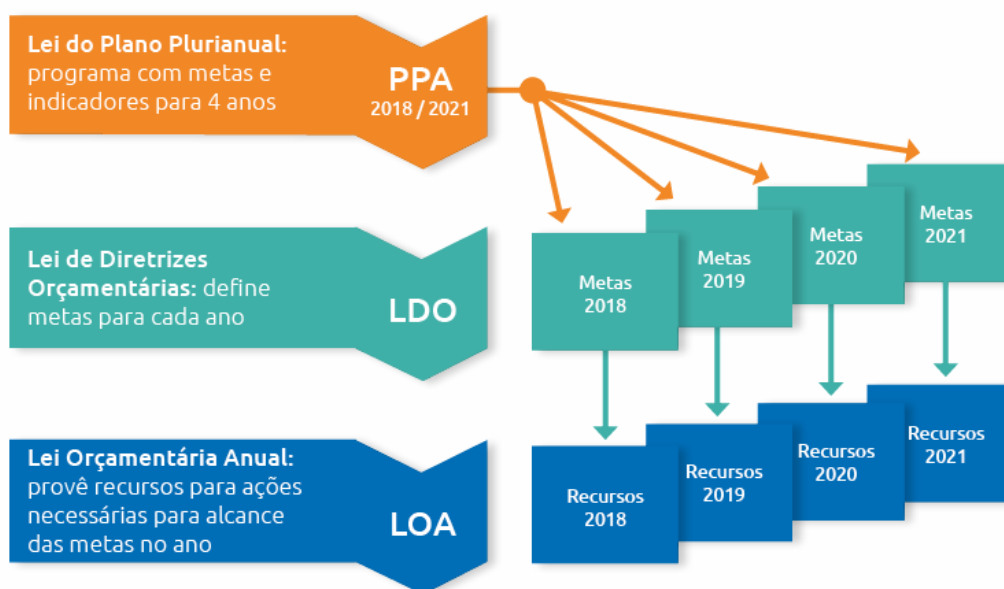 Lei do Plano Plurianual:
programa com metas e
indicadores para 4 anos
PPA
2018 / 2021
Lei de Diretrizes
Orçamentárias: define
metas para cada ano
LDO
Metas
2018
Metas
2019
Metas
2020
Metas
2021
Lei Orçamentária Anual:
provê recursos para ações
necessárias para alcance
das metas no ano
LOA
Recursos
2018
Recursos
2019
Recursos
2020
Recursos
2021